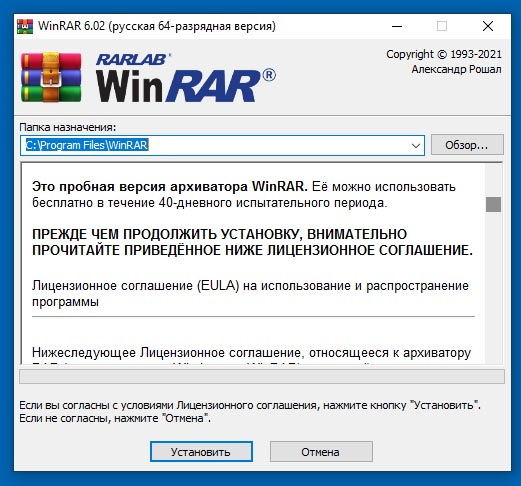 WinRAR 6.02 (русская 64-разрядная версия)
RARLAB®
WinRAR®
Copyright © 1993-2021
Александр Рошал
Папка назначения:
C:\Program Files\WinRAR
Обзор...
Это пробная версия архиватора WinRAR. Её можно использовать
бесплатно в течение 40-дневного испытательного периода.
ПРЕЖДЕ ЧЕМ ПРОДОЛЖИТЬ УСТАНОВКУ, ВНИМАТЕЛЬНО
ПРОЧИТАЙТЕ ПРИВЕДЁННОЕ НИЖЕ ЛИЦЕНЗИОННОЕ СОГЛАШЕНИЕ.
Лицензионное соглашение (EULA) на использование и распространение
программы
Нижеследующее Лицензионное соглашение, относящееся к архиватору
Если вы согласны с условиями Лицензионного соглашения, нажмите кнопку "Установить".
Если не согласны, нажмите "Отмена".
Установить
Отмена